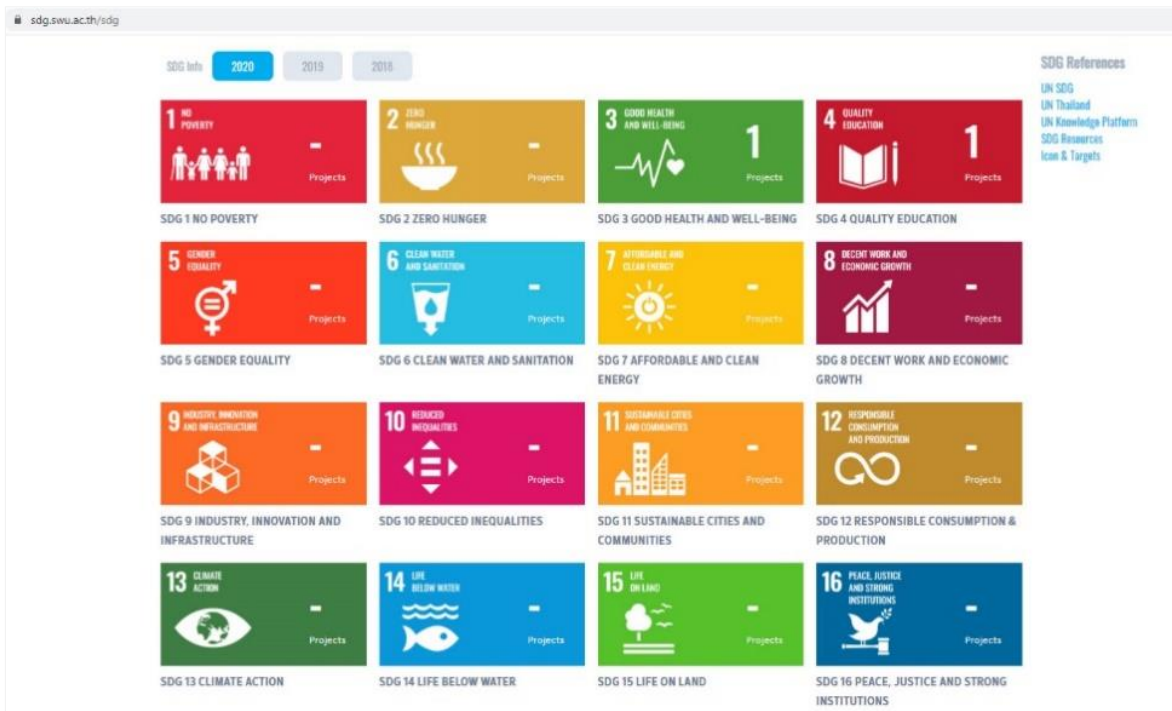 sdg.swu.ac.th/sdg
SDG Info 2020 2019 2018
SDG References
UN SDG
UN Thailand
UN Knowledge Platform
SDG Resources
Icon & Targets
1 NO
POVERTY
-
Projects
SDG 1 NO POVERTY
2 ZERO
HUNGER
-
Projects
SDG 2 ZERO HUNGER
3 GOOD HEALTH
AND WELL-BEING
1
Projects
SDG 3 GOOD HEALTH AND WELL-BEING
4 QUALITY
EDUCATION
1
Projects
SDG 4 QUALITY EDUCATION
5 GENDER
EQUALITY
-
Projects
SDG 5 GENDER EQUALITY
6 CLEAN WATER
AND SANITATION
-
Projects
SDG 6 CLEAN WATER AND SANITATION
7 AFFORDABLE AND
CLEAN ENERGY
-
Projects
SDG 7 AFFORDABLE AND CLEAN
ENERGY
8 DECENT WORK AND
ECONOMIC GROWTH
-
Projects
SDG 8 DECENT WORK AND ECONOMIC
GROWTH
9 INDUSTRY, INNOVATION
AND INFRASTRUCTURE
-
Projects
SDG 9 INDUSTRY, INNOVATION AND
INFRASTRUCTURE
10 REDUCED
INEQUALITIES
-
Projects
SDG 10 REDUCED INEQUALITIES
11 SUSTAINABLE CITIES
AND COMMUNITIES
-
Projects
SDG 11 SUSTAINABLE CITIES AND
COMMUNITIES
12 RESPONSIBLE
CONSUMPTION
AND PRODUCTION
-
Projects
SDG 12 RESPONSIBLE CONSUMPTION &
PRODUCTION
13 CLIMATE
ACTION
-
Projects
SDG 13 CLIMATE ACTION
14 LIFE
BELOW WATER
-
Projects
SDG 14 LIFE BELOW WATER
15 LIFE
ON LAND
-
Projects
SDG 15 LIFE ON LAND
16 PEACE, JUSTICE
AND STRONG
INSTITUTIONS
-
Projects
SDG 16 PEACE, JUSTICE AND STRONG
INSTITUTIONS